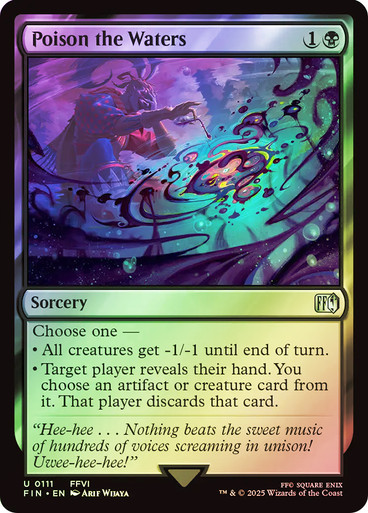 Poison the Waters 1
Sorcery FFVI
Choose one —
• All creatures get -1/-1 until end of turn.
• Target player reveals their hand. You
choose an artifact or creature card from
it. That player discards that card.
“Hee-hee . . . Nothing beats the sweet music
of hundreds of voices screaming in unison!
Uwee-hee-hee!”
U 0111 FFVI
FIN • EN Arif Wijaya
FF© SQUARE ENIX
™ & © 2025 Wizards of the Coast